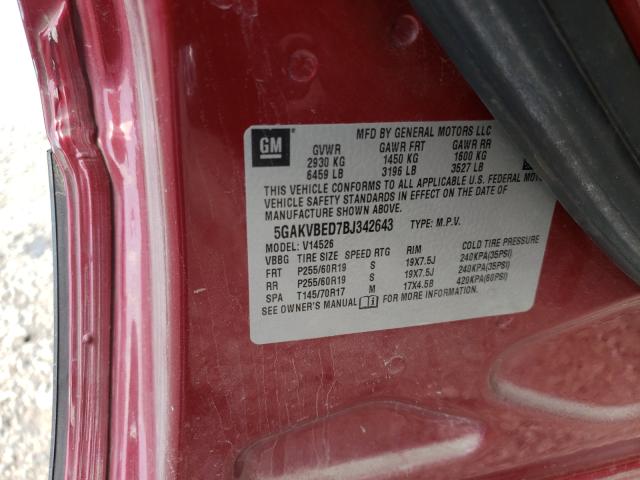 MFD BY GENERAL MOTORS LLC
GM
GVWR GAWR FRT GAWR RR
2930 KG 1450 KG 1600 KG
6459 LB 3196 LB 3527 LB
THIS VEHICLE CONFORMS TO ALL APPLICABLE U.S. FEDERAL
VEHICLE SAFETY STANDARDS IN EFFECT ON THE DATE OF
MANUFACTURE SHOWN ABOVE.
5GAKVBED7BJ342643 TYPE: M.P.V.
MODEL: V14526
VBBG TIRE SIZE SPEED RTG RIM COLD TIRE PRESSURE
FRT P255/60R19 S 19X7.5J 240KPA(35PSI)
RR P255/60R19 S 19X7.5J 240KPA(35PSI)
SPA T145/70R17 M 17X4.5B 420KPA(60PSI)
SEE OWNER'S MANUAL FOR MORE INFORMATION.